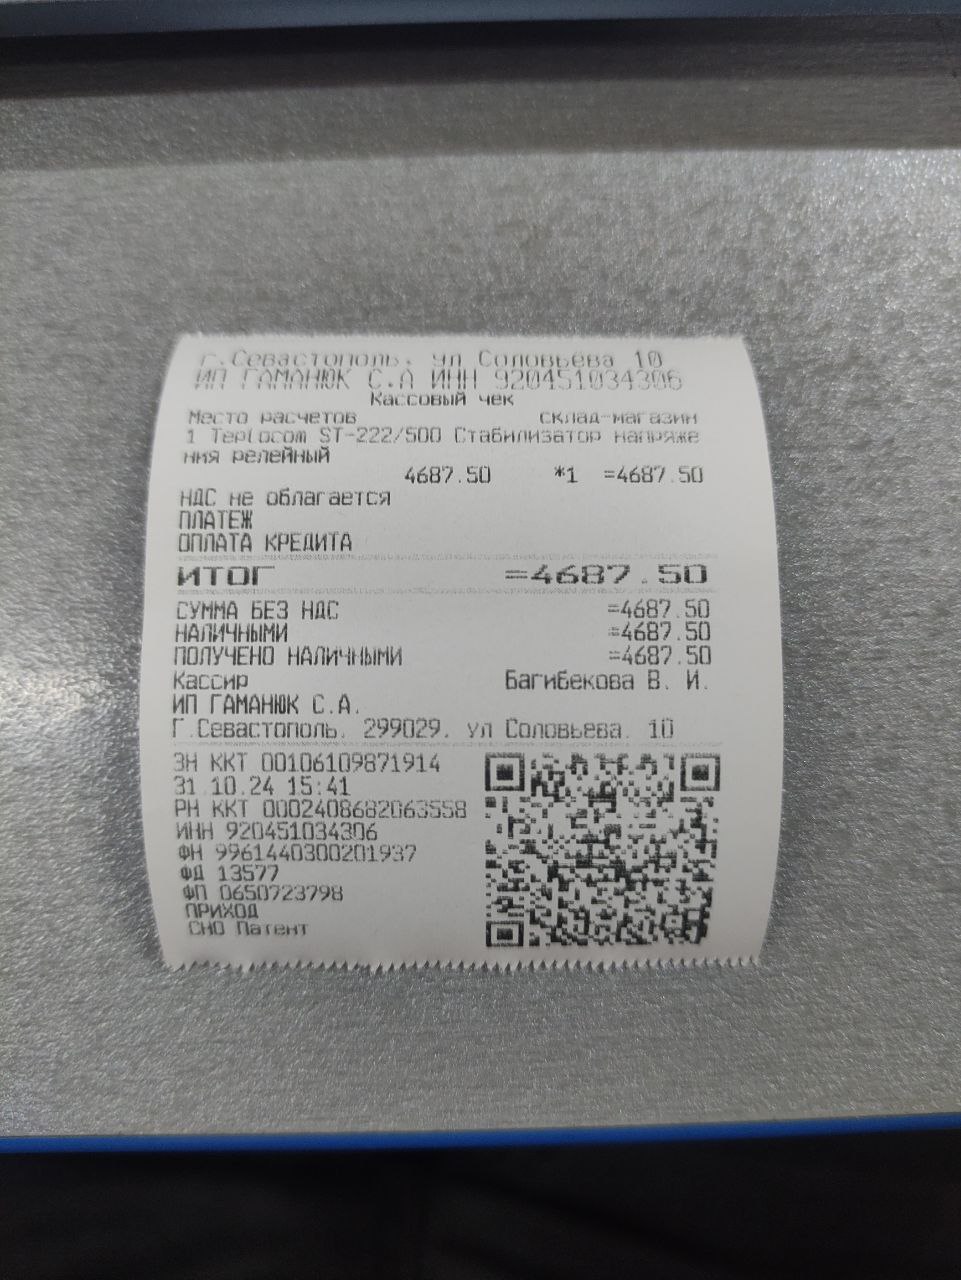 г.Севастополь, ул Соловьёва 10
ИП ГАМАНЮК С.А ИНН 920451034306
Кассовый чек
Место расчетов склад-магазин
1 Teplocom ST-222/500 Стабилизатор напряже
ния релейный
4687.50 *1 =4687.50
НДС не облагается
ПЛАТЕЖ
ОПЛАТА КРЕДИТА
ИТОГ =4687.50
СУММА БЕЗ НДС =4687.50
НАЛИЧНЫМИ =4687.50
ПОЛУЧЕНО НАЛИЧНЫМИ =4687.50
Кассир Багибекова В. И.
ИП ГАМАНЮК С.А.
Г.Севастополь, 299029, ул Соловьева, 10
ЗН ККТ 00106109871914
31.10.24 15:41
РН ККТ 0002408682063558
ИНН 920451034306
ФН 9961440300201937
ФД 13577
ФП 0650723798
ПРИХОД
СНО Патент